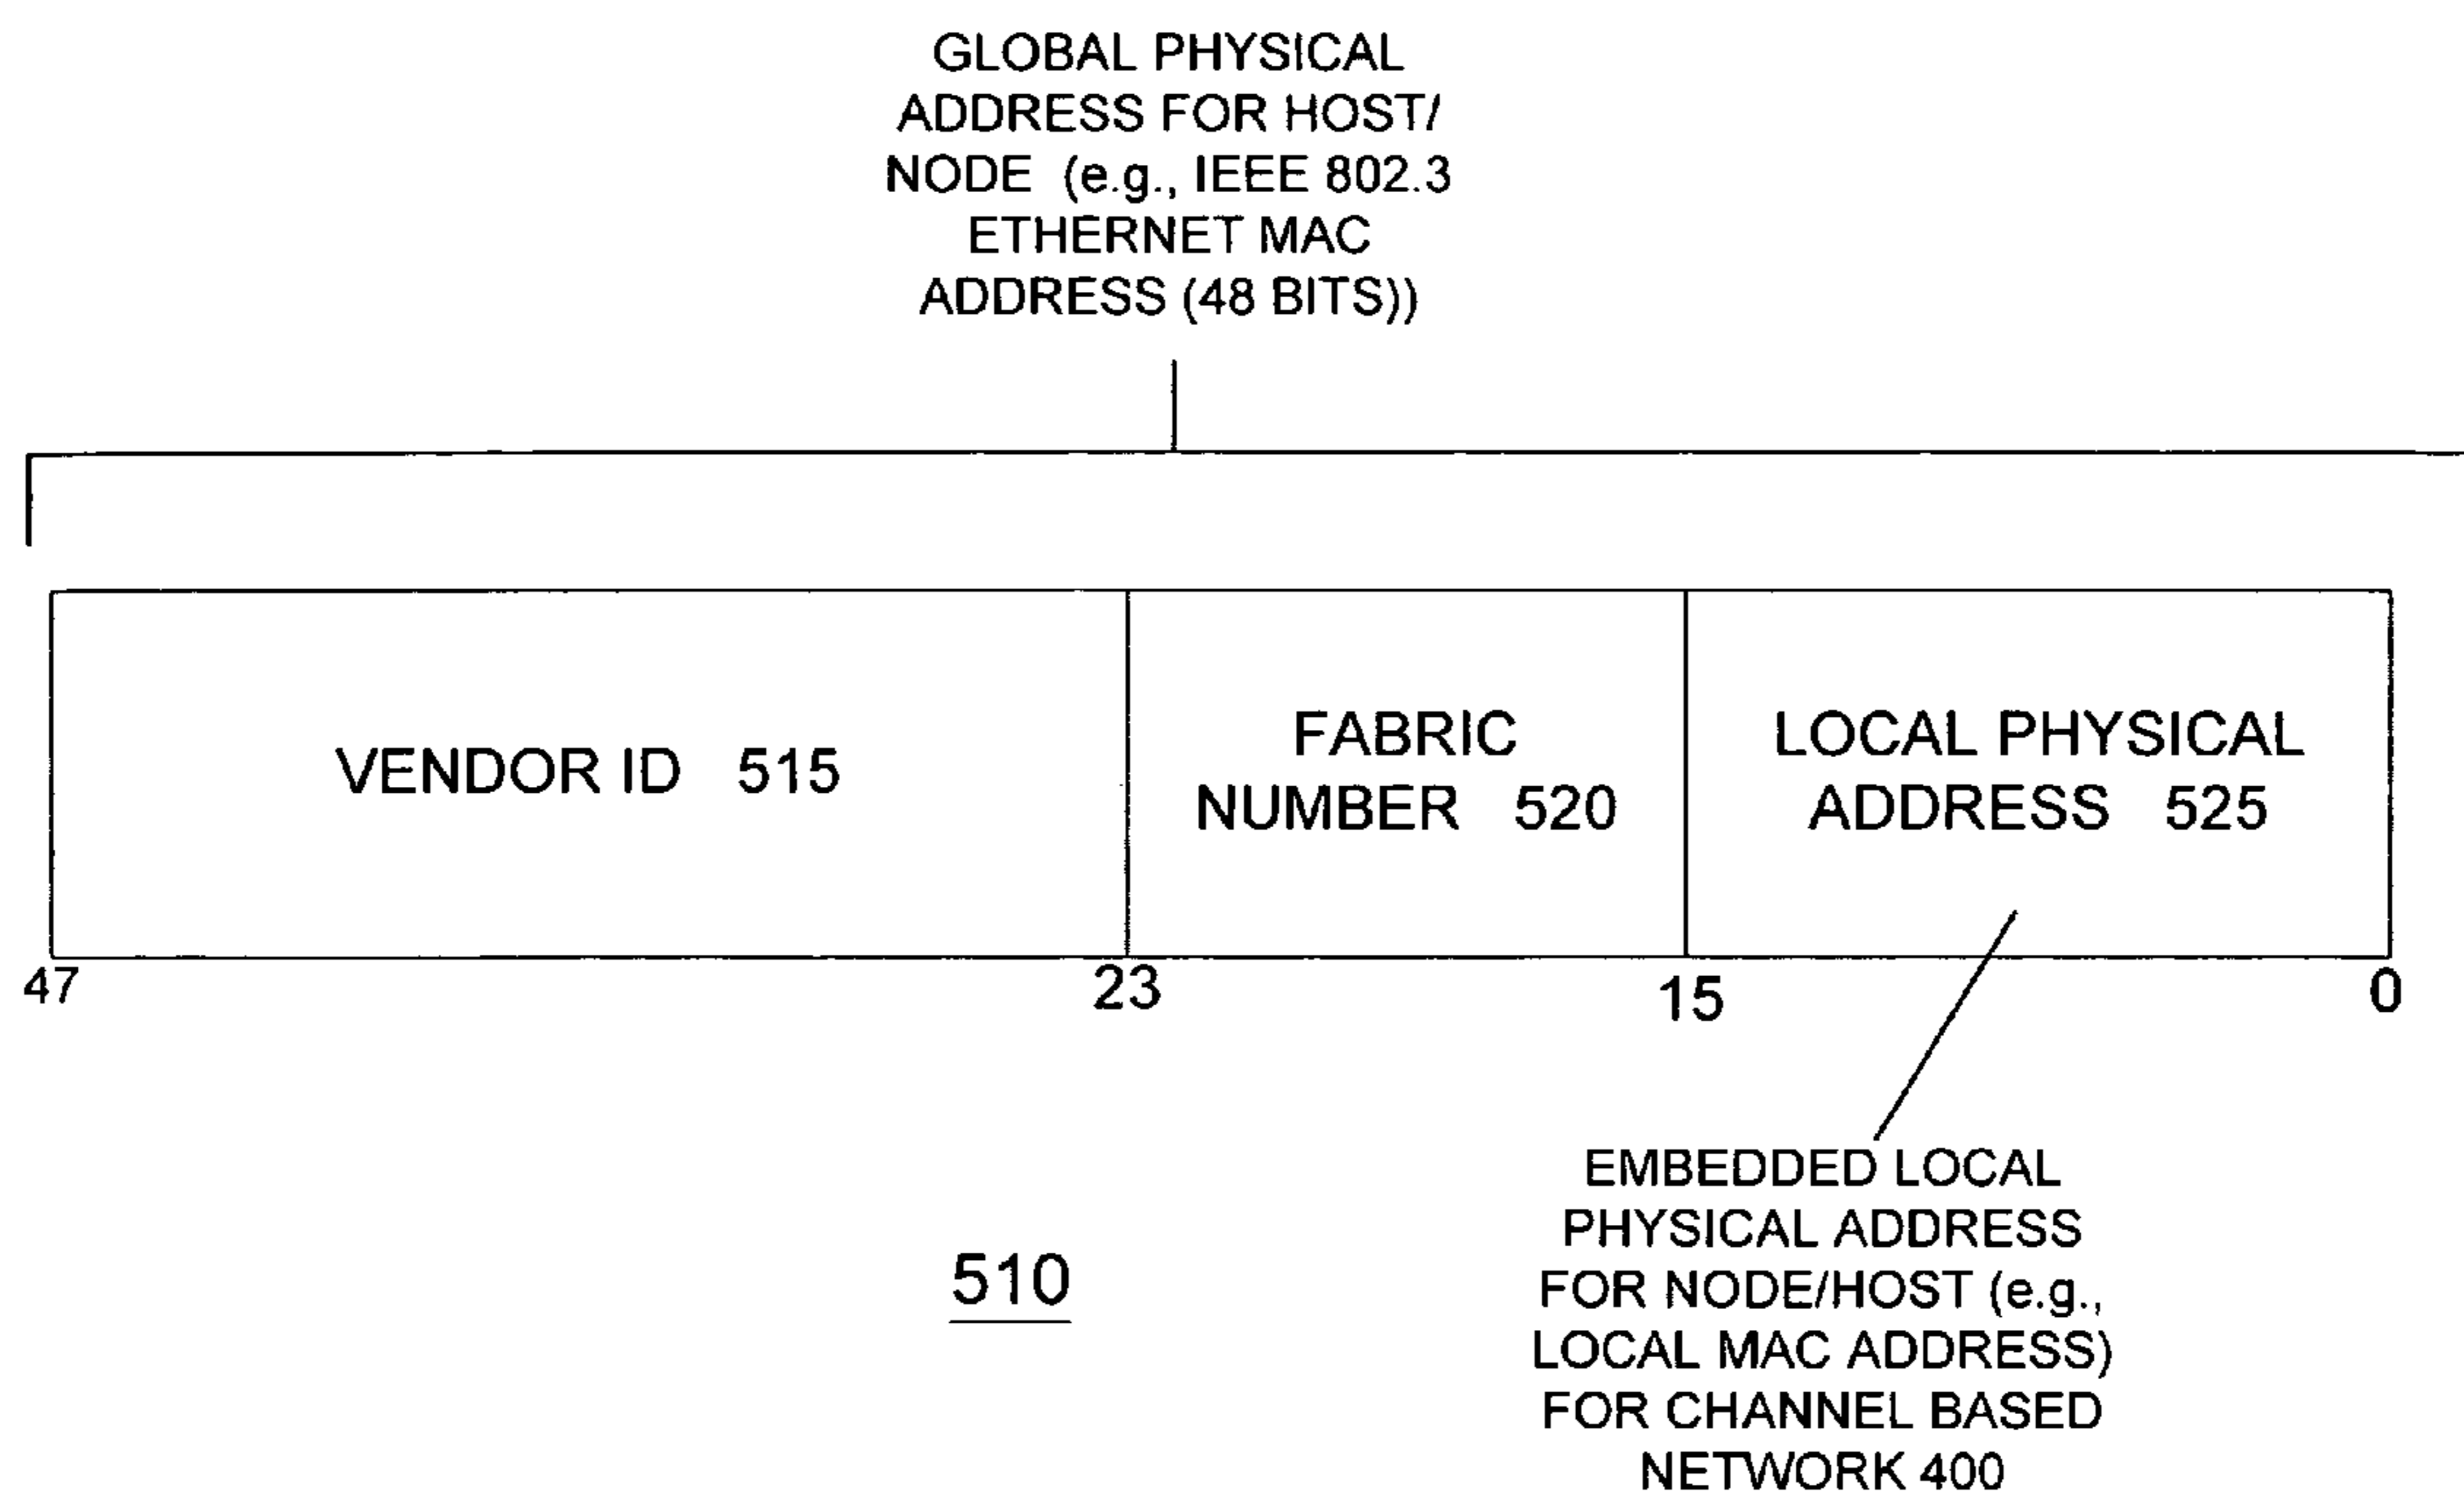 GLOBAL PHYSICAL
ADDRESS FOR HOST/
NODE (e.g., IEEE 802.3
ETHERNET MAC
ADDRESS (48 BITS))
VENDOR ID 515
FABRIC
NUMBER 520
LOCAL PHYSICAL
ADDRESS 525
47
23
15
0
EMBEDDED LOCAL
PHYSICAL ADDRESS
FOR NODE/HOST (e.g.,
LOCAL MAC ADDRESS)
FOR CHANNEL BASED
NETWORK 400
510